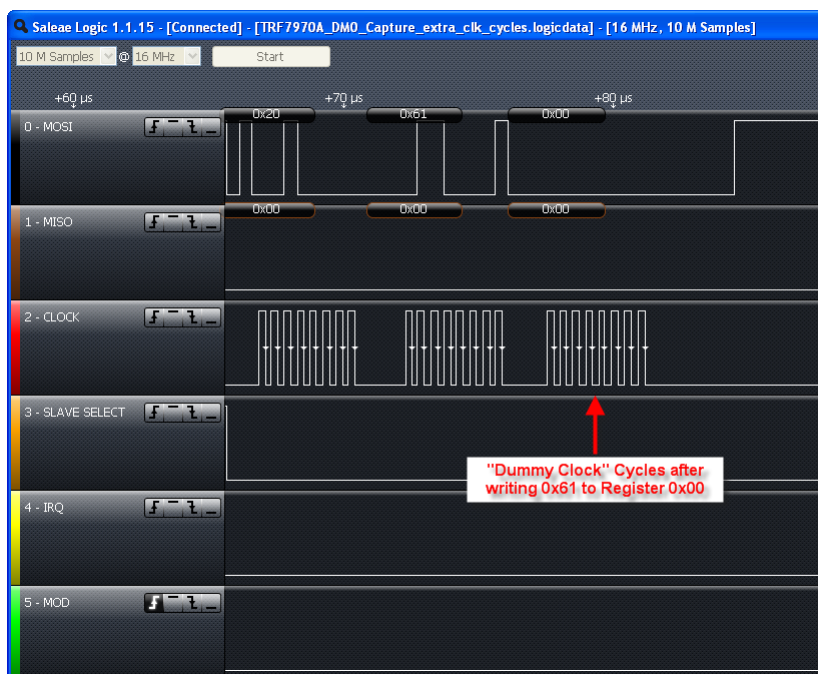 Saleae Logic 1.1.15 - [Connected] - [TRF7970A_DM0_Capture_extra_clk_cycles.logicdata] - [16 MHz, 10 M Samples]
10 M Samples @ 16 MHz Start
+60 µs +70 µs +80 µs
0 - MOSI 0x20 0x61 0x00
1 - MISO 0x00 0x00 0x00
2 - CLOCK
3 - SLAVE SELECT
"Dummy Clock" Cycles after
writing 0x61 to Register 0x00
4 - IRQ
5 - MOD